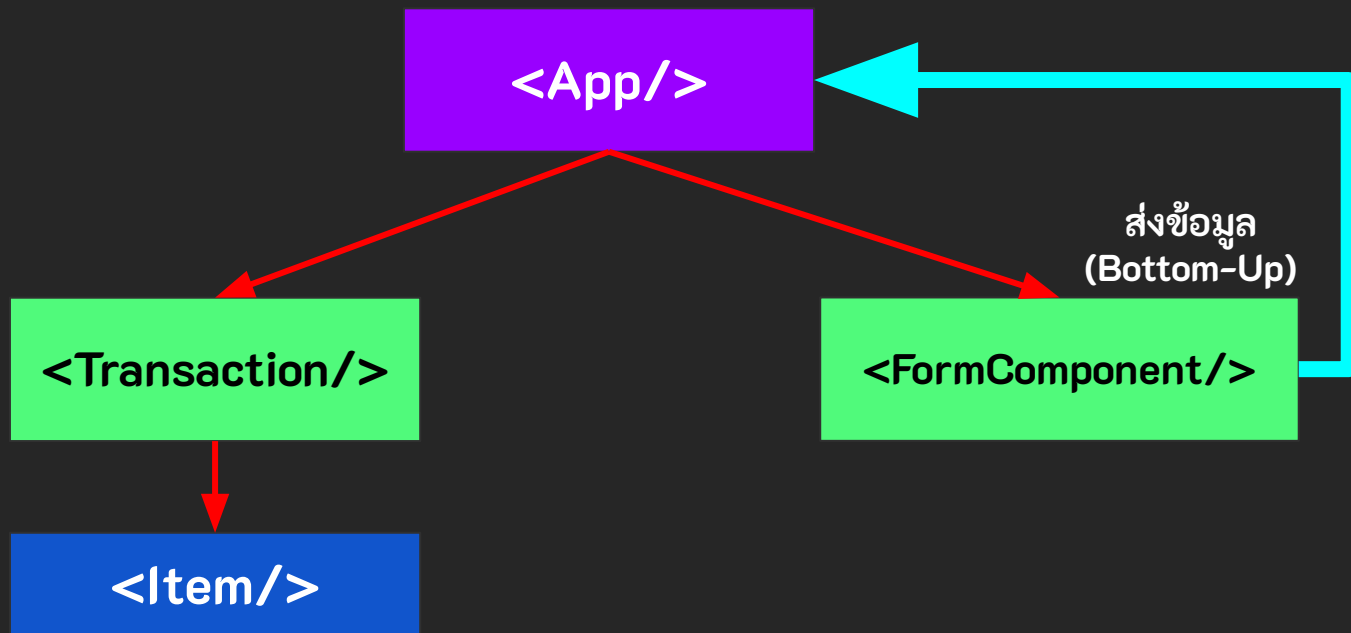 <App/>
ส่งข้อมูล
(Bottom-Up)
<Transaction/>
<FormComponent/>
<Item/>